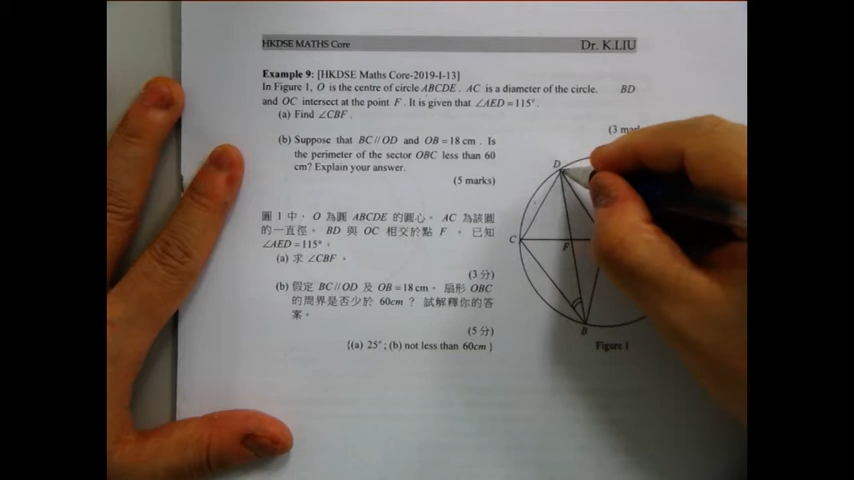 HKDSE MATHS Core
Dr. K.LIU
Example 9: [HKDSE Maths Core-2019-I-13]
In Figure 1, O is the centre of circle ABCDE. AC is a diameter of the circle. BD
and OC intersect at the point F. It is given that ∠AED=115°.
(a) Find ∠CBF.
(3 mar
(b) Suppose that BC//OD and OB=18cm. Is
the perimeter of the sector OBC less than 60
cm? Explain your answer.
(5 marks)
圖 1 中，O 為圓 ABCDE 的圓心。AC 為該圓
的一直徑。BD 與 OC 相交於點 F。已知
∠AED=115°。
(a) 求 ∠CBF。
(3 分)
(b) 假定 BC//OD 及 OB=18cm。扇形 OBC
的周界是否少於 60cm？試解釋你的答
案。
(5 分)
{(a) 25°; (b) not less than 60cm}
D
C
F
B
Figure 1